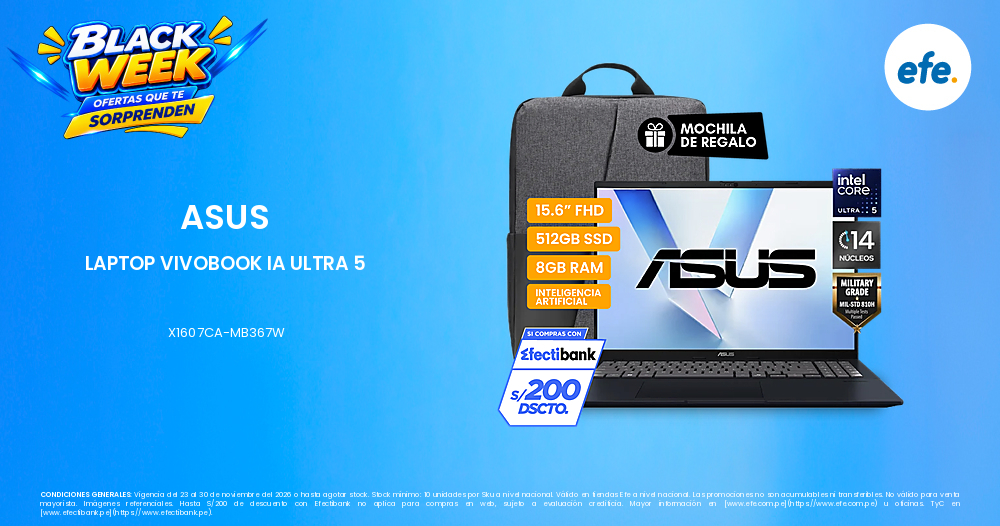 BLACK
WEEK
OFERTAS QUE TE
SORPRENDEN
efe.
MOCHILA
DE REGALO
ASUS
LAPTOP VIVOBOOK IA ULTRA 5
X1607CA-MB367W
15.6” FHD
512GB SSD
8GB RAM
INTELIGENCIA
ARTIFICIAL
ASUS
ASUS
intel
CORE
ULTRA 5
14
NÚCLEOS
MILITARY
GRADE
MIL-STD 810H
Multiple Tests
Passed
SI COMPRAS CON
Efectibank
S/200
DSCTO.
CONDICIONES GENERALES: Vigencia del 23 al 30 de noviembre del 2026 o hasta agotar stock. Stock mínimo: 10 unidades por Sku a nivel nacional. Válido en tiendas Efe a nivel nacional. Las promociones no son acumulables ni transferibles. No válido para venta
mayorista. Imágenes referenciales. Hasta S/200 de descuento con Efectibank no aplica para compras en web, sujeto a evaluación crediticia. Mayor información en [www.efe.com.pe](https://www.efe.com.pe) u oficinas. TyC en
[www.efectibank.pe](https://www.efectibank.pe).